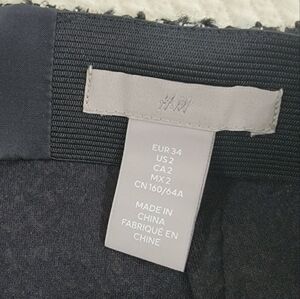 H&M
EUR 34
US 2
CA 2
MX 2
CN 160/64A
MADE IN
CHINA
FABRIQUÉ EN
CHINE